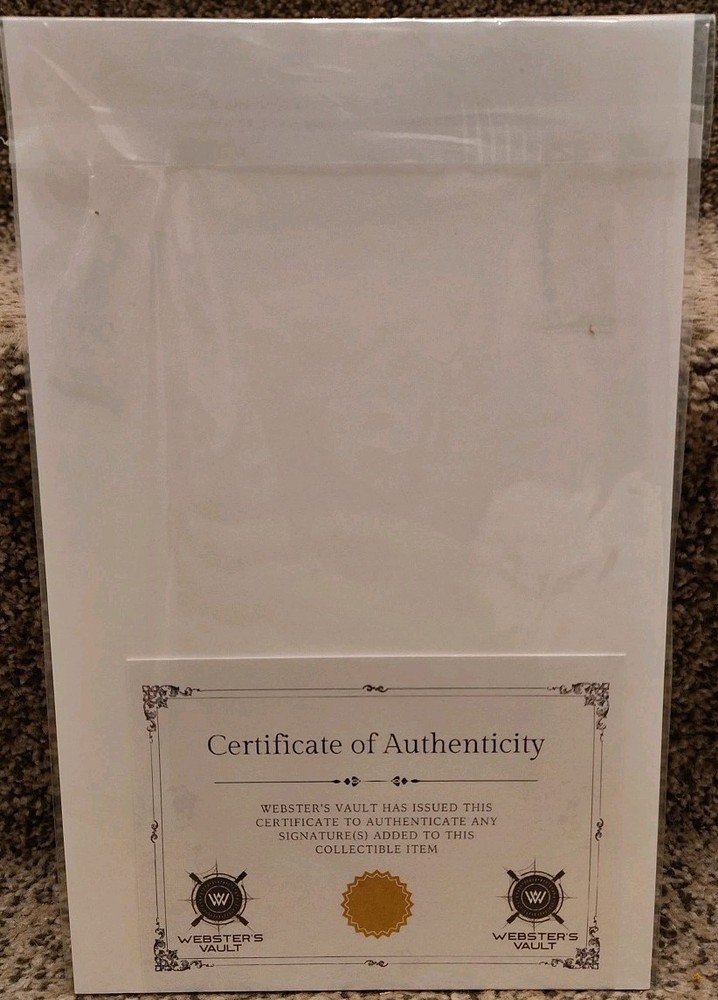 Certificate of Authenticity
WEBSTER'S VAULT HAS ISSUED THIS
CERTIFICATE TO AUTHENTICATE ANY
SIGNATURE(S) ADDED TO THIS
COLLECTIBLE ITEM
W
WEBSTER'S
VAULT
W
WEBSTER'S
VAULT